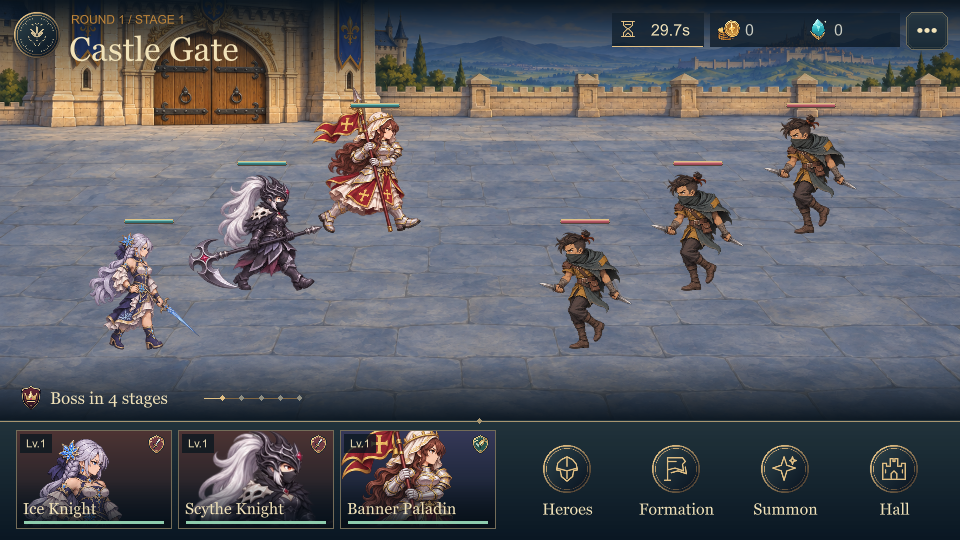 ROUND 1 / STAGE 1
Castle Gate
29.7s
0
0
Boss in 4 stages
Lv.1
Ice Knight
Lv.1
Scythe Knight
Lv.1
Banner Paladin
Heroes
Formation
Summon
Hall